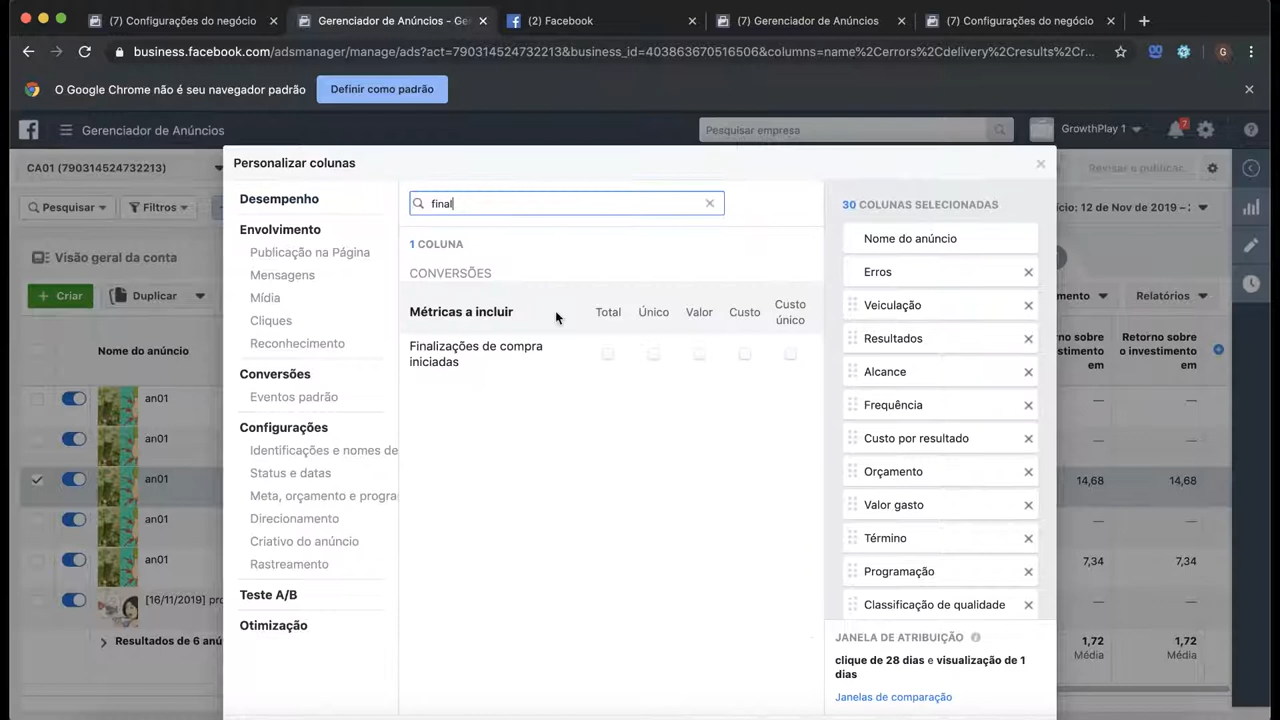 (7) Configurações do negócio
Gerenciador de Anúncios - Ger
(2) Facebook
(7) Gerenciador de Anúncios
(7) Configurações do negócio
business.facebook.com/adsmanager/manage/ads?act=790314524732213&business_id=403863670516506&columns=name%2Cerrors%2Cdelivery%2Cresults%2Cr...
G
O Google Chrome não é seu navegador padrão
Definir como padrão
Gerenciador de Anúncios
Pesquisar empresa
GrowthPlay 1
7
CA01 (790314524732213)
Personalizar colunas
Revisar e publicar...
Pesquisar
Filtros
ício: 12 de Nov de 2019 – :
Visão geral da conta
Criar
Duplicar
mento
Relatórios
Nome do anúncio
rno sobre
stimento
em
Retorno sobre
o investimento
em
an01
—
—
an01
—
—
an01
14,68
14,68
an01
—
—
an01
7,34
7,34
[16/11/2019] pro
Resultados de 6 anú
1,72
Média
1,72
Média
Desempenho
Envolvimento
Publicação na Página
Mensagens
Mídia
Cliques
Reconhecimento
Conversões
Eventos padrão
Configurações
Identificações e nomes de
Status e datas
Meta, orçamento e progra
Direcionamento
Criativo do anúncio
Rastreamento
Teste A/B
Otimização
final
1 COLUNA
CONVERSÕES
Métricas a incluir
Total
Único
Valor
Custo
Custo
único
Finalizações de compra
iniciadas
30 COLUNAS SELECIONADAS
Nome do anúncio
Erros
Veiculação
Resultados
Alcance
Frequência
Custo por resultado
Orçamento
Valor gasto
Término
Programação
Classificação de qualidade
JANELA DE ATRIBUIÇÃO
clique de 28 dias e visualização de 1
dias
Janelas de comparação